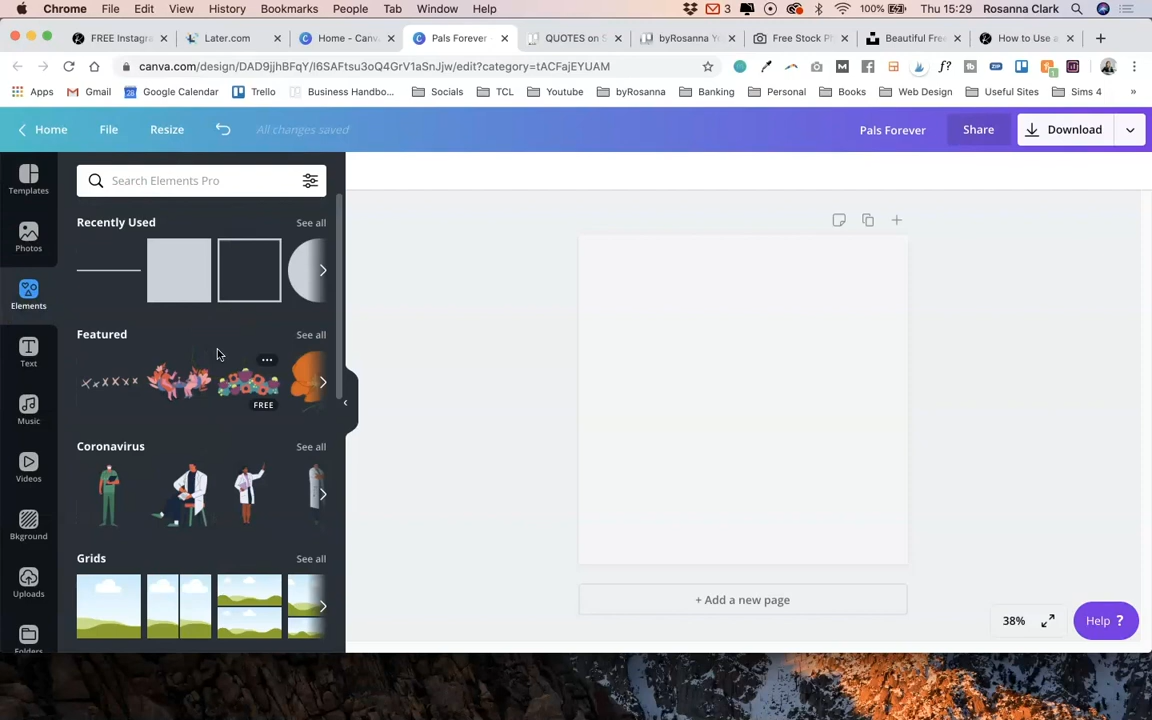 Chrome File Edit View History Bookmarks People Tab Window Help 3 100% Thu 15:29 Rosanna Clark
FREE Instagra Later.com Home - Canv Pals Forever - QUOTES on S byRosanna Yo Free Stock Ph Beautiful Free How to Use a
canva.com/design/DAD9jjhBFqY/I6SAFtsu3oQ4GrV1aSnJjw/edit?category=tACFajEYUAM
Apps Gmail Google Calendar Trello Business Handbo... Socials TCL Youtube byRosanna Banking Personal Books Web Design Useful Sites Sims 4 »
Home File Resize All changes saved Pals Forever Share Download
Templates
Photos
Elements
Text
Music
Videos
Bkground
Uploads
Folders
Search Elements Pro
Recently Used See all
Featured See all
FREE
Coronavirus See all
Grids See all
+ Add a new page
38% Help ?